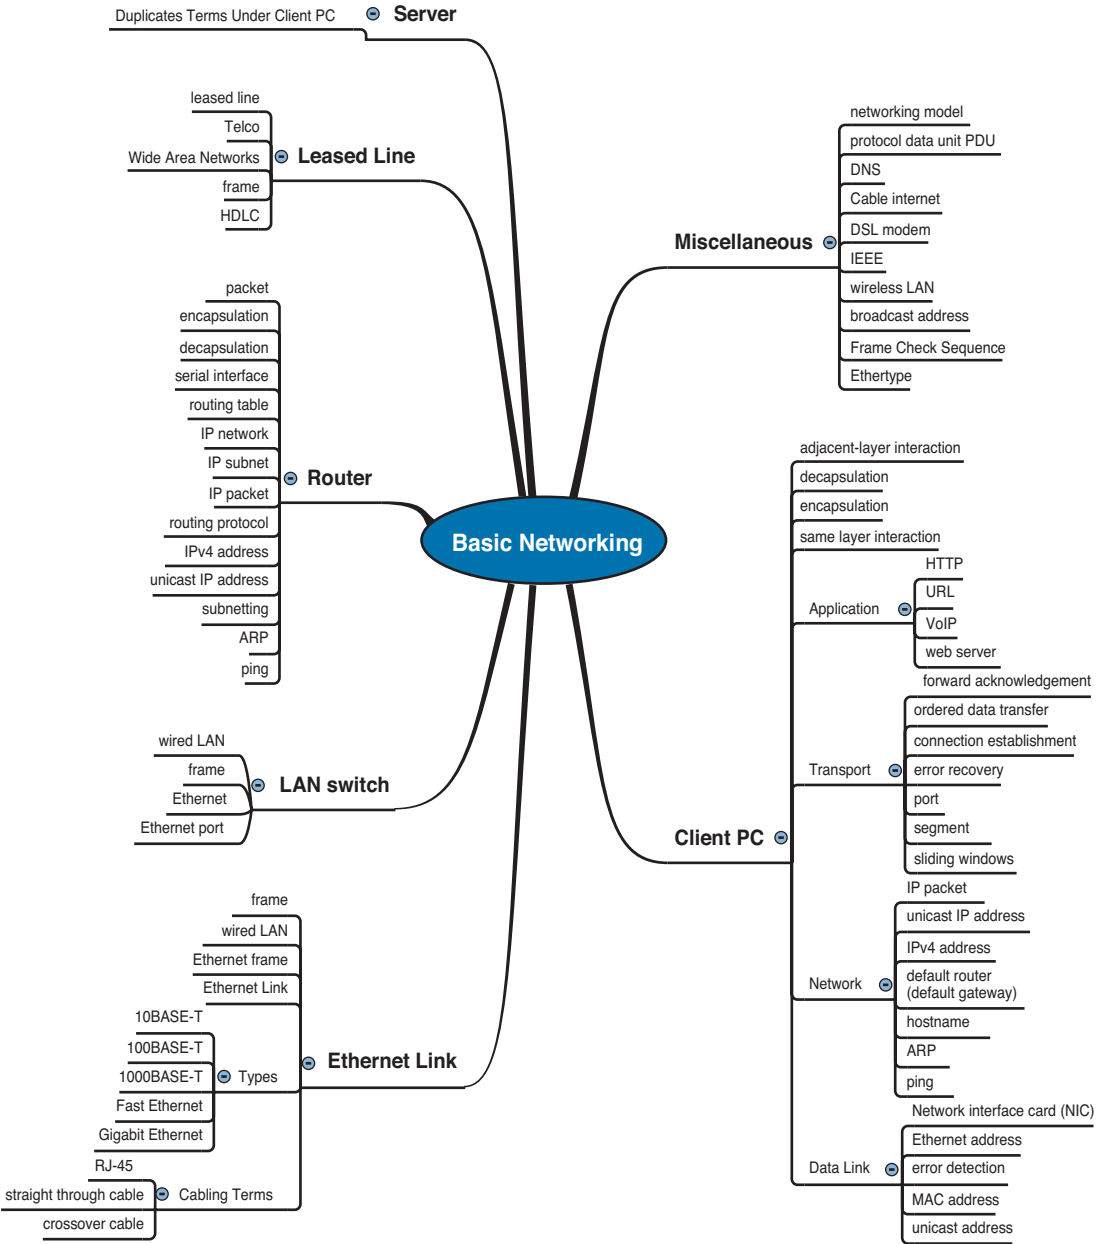 Duplicates Terms Under Client PC
Server
leased line
Telco
Wide Area Networks
frame
HDLC
Leased Line
packet
encapsulation
decapsulation
serial interface
routing table
IP network
IP subnet
IP packet
routing protocol
IPv4 address
unicast IP address
subnetting
ARP
ping
Router
wired LAN
frame
Ethernet
Ethernet port
LAN switch
frame
wired LAN
Ethernet frame
Ethernet Link
10BASE-T
100BASE-T
1000BASE-T
Fast Ethernet
Gigabit Ethernet
Types
RJ-45
straight through cable
crossover cable
Cabling Terms
Ethernet Link
Basic Networking
Miscellaneous
networking model
protocol data unit PDU
DNS
Cable internet
DSL modem
IEEE
wireless LAN
broadcast address
Frame Check Sequence
Ethertype
Client PC
adjacent-layer interaction
decapsulation
encapsulation
same layer interaction
Application
HTTP
URL
VoIP
web server
Transport
forward acknowledgement
ordered data transfer
connection establishment
error recovery
port
segment
sliding windows
Network
IP packet
unicast IP address
IPv4 address
default router
(default gateway)
hostname
ARP
ping
Data Link
Network interface card (NIC)
Ethernet address
error detection
MAC address
unicast address